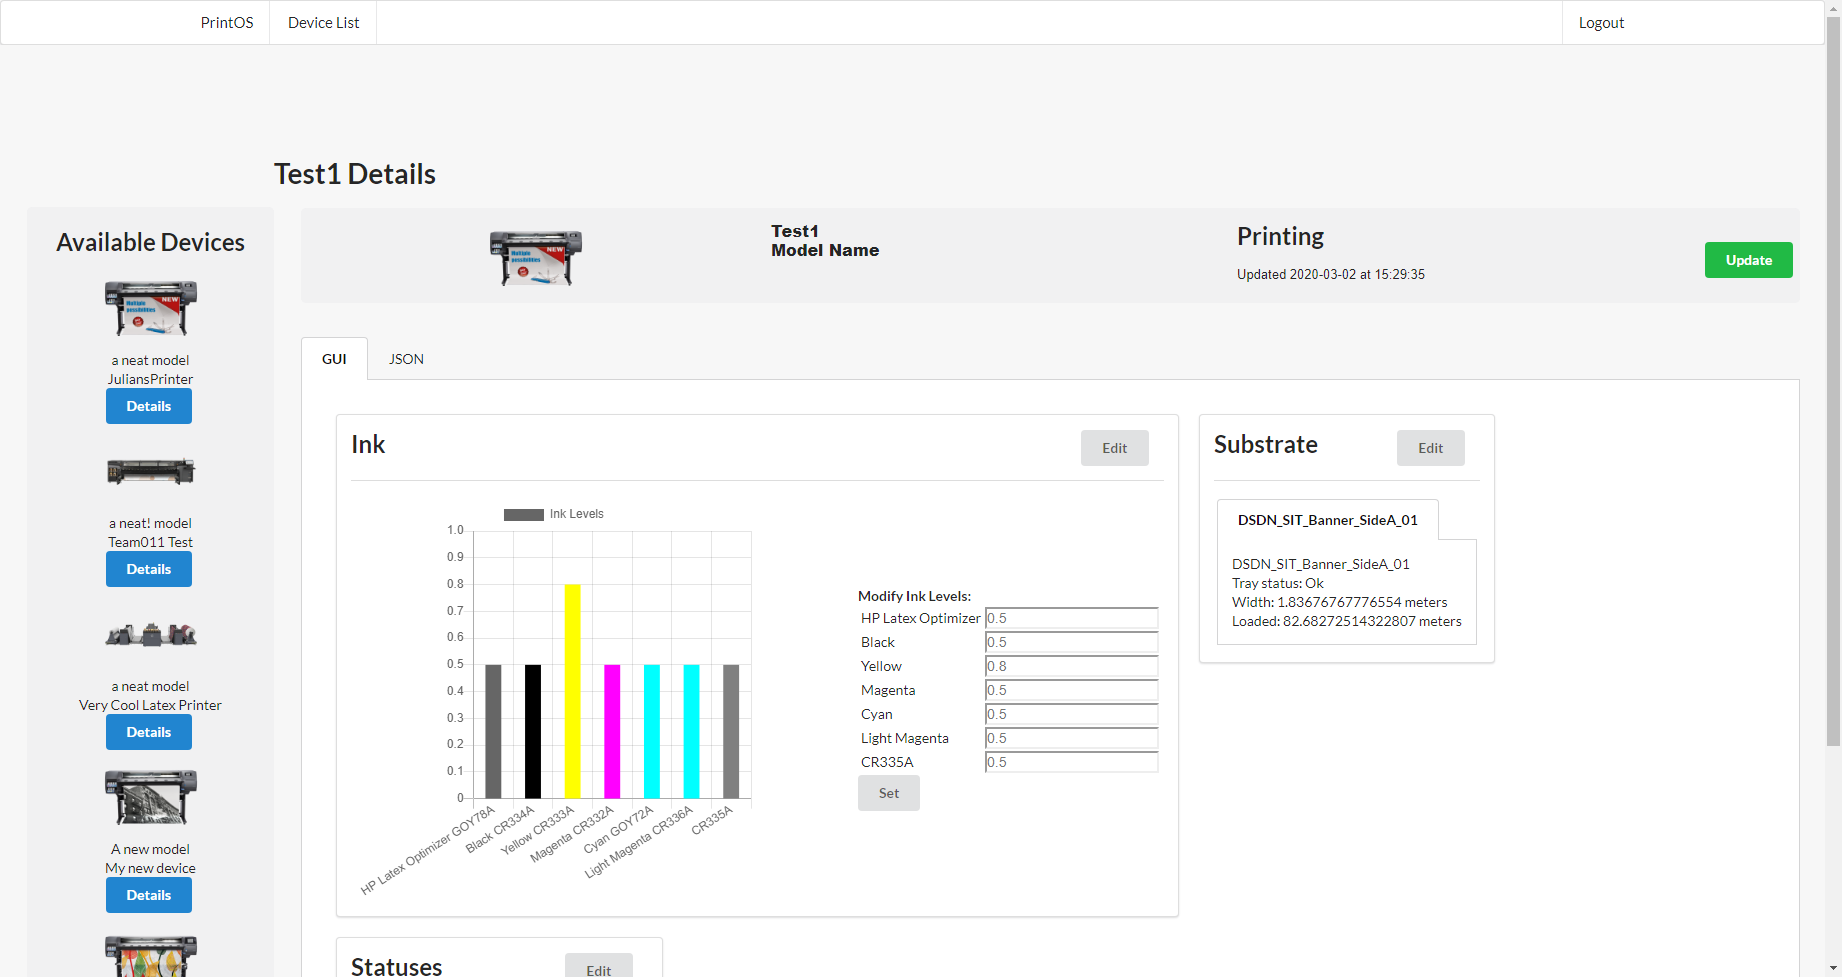 PrintOS
Device List
Logout
Test1 Details
Available Devices
a neat model
JuliansPrinter
Details
a neat! model
Team011 Test
Details
a neat model
Very Cool Latex Printer
Details
A new model
My new device
Details
NEW
Multiple
possibilities
Test1
Model Name
Printing
Updated 2020-03-02 at 15:29:35
Update
GUI
JSON
Ink
Edit
Ink Levels
1.0
0.9
0.8
0.7
0.6
0.5
0.4
0.3
0.2
0.1
0
HP Latex Optimizer GOY78A
Black CR334A
Yellow CR333A
Magenta CR332A
Cyan GOY72A
Light Magenta CR336A
CR335A
Modify Ink Levels:
HP Latex Optimizer 0.5
Black 0.5
Yellow 0.8
Magenta 0.5
Cyan 0.5
Light Magenta 0.5
CR335A 0.5
Set
Substrate
Edit
DSDN_SIT_Banner_SideA_01
DSDN_SIT_Banner_SideA_01
Tray status: Ok
Width: 1.83676767776554 meters
Loaded: 82.68272514322807 meters
Statuses
Edit